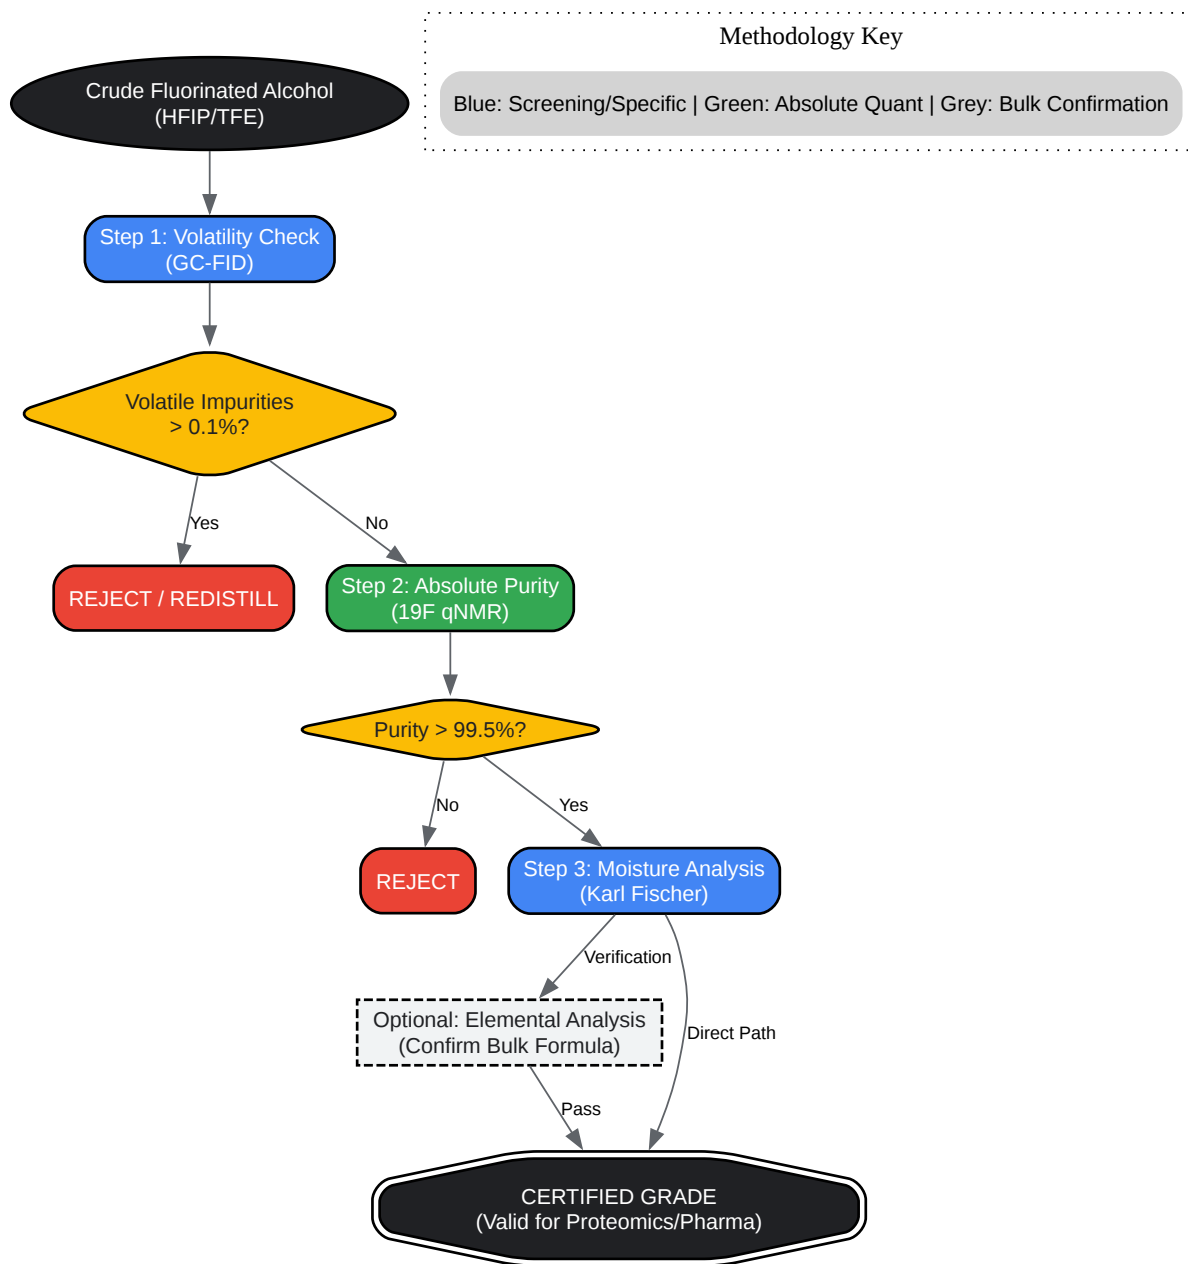 Methodology Key
Blue: Screening/Specific | Green: Absolute Quant | Grey: Bulk Confirmation
Crude Fluorinated Alcohol
(HFIP/TFE)
Step 1: Volatility Check
(GC-FID)
Volatile Impurities
> 0.1%?
Yes
No
REJECT / REDISTILL
Step 2: Absolute Purity
(19F qNMR)
Purity > 99.5%?
No
Yes
REJECT
Step 3: Moisture Analysis
(Karl Fischer)
Verification
Optional: Elemental Analysis
(Confirm Bulk Formula)
Direct Path
Pass
CERTIFIED GRADE
(Valid for Proteomics/Pharma)